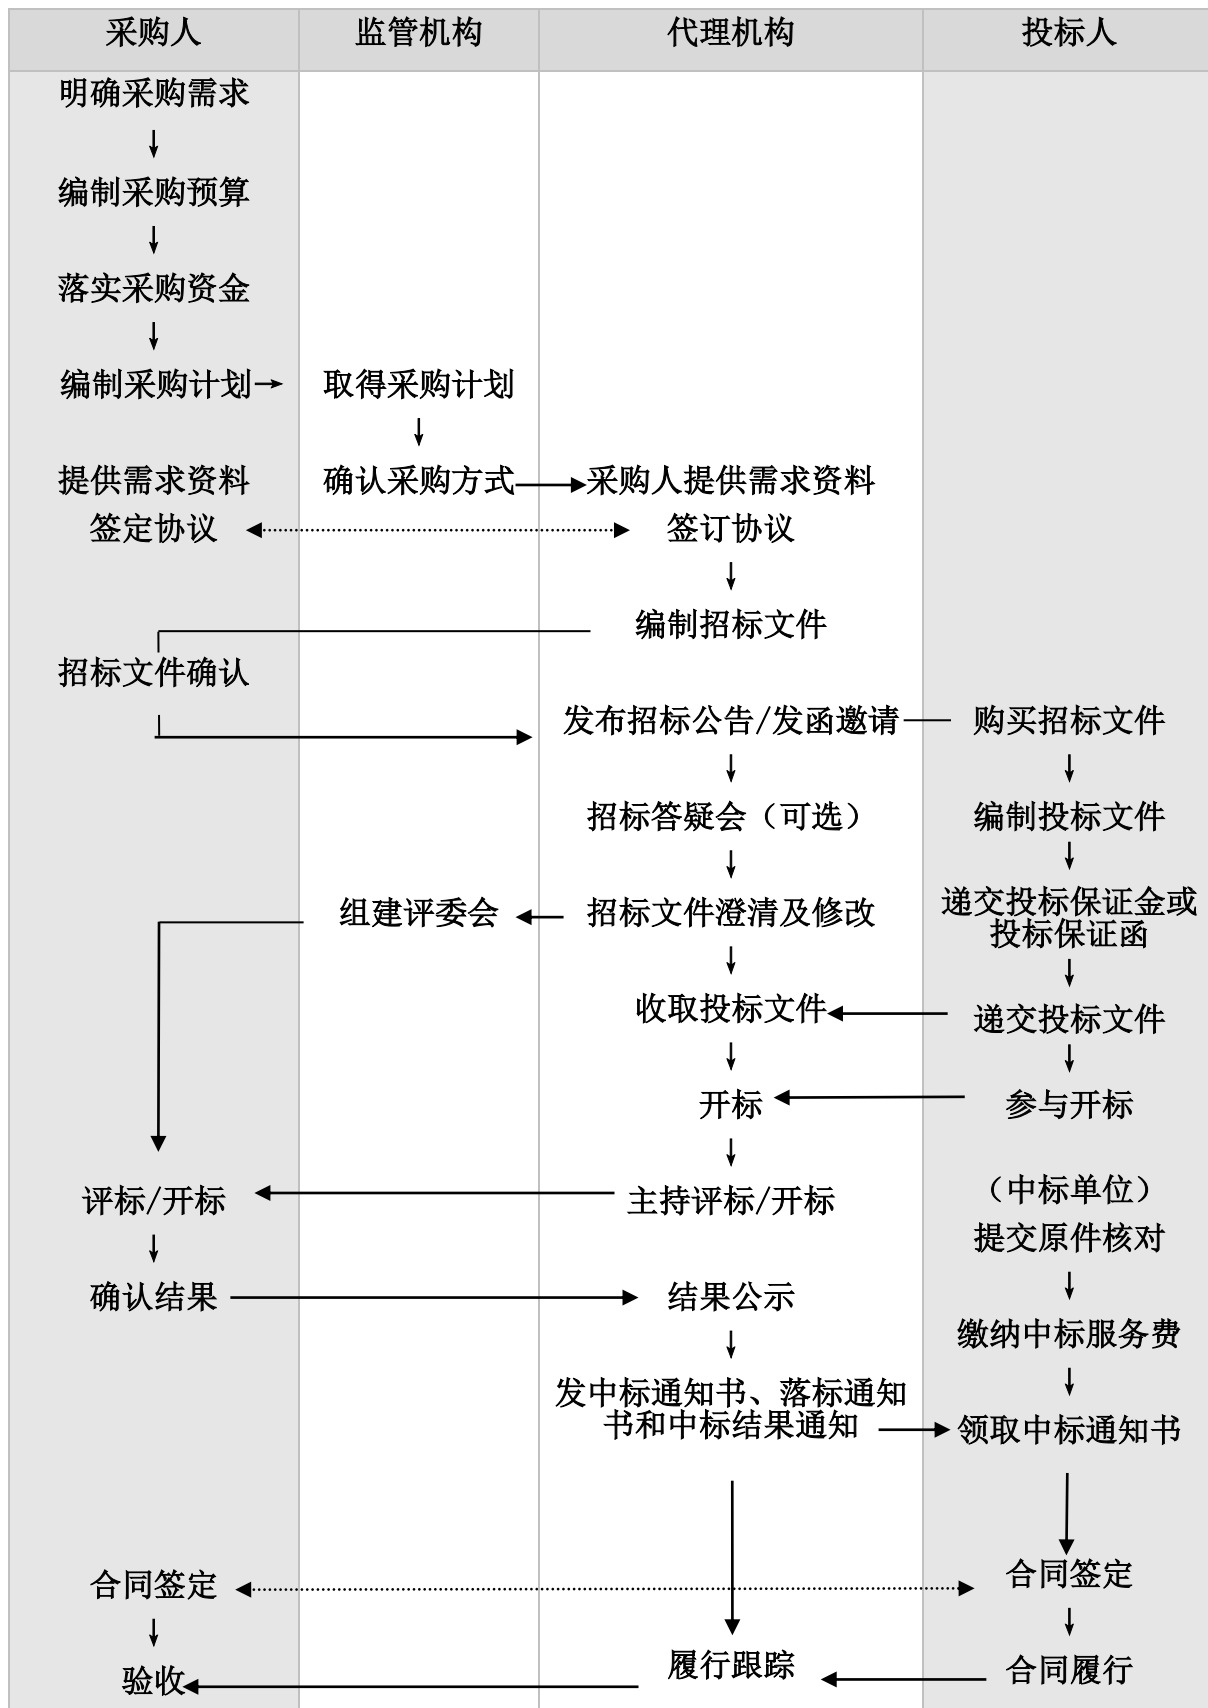 采购人 监管机构 代理机构 投标人
明确采购需求
编制采购预算
落实采购资金
编制采购计划 取得采购计划
提供需求资料 确认采购方式 采购人提供需求资料
签定协议 签订协议
编制招标文件
招标文件确认
发布招标公告/发函邀请 购买招标文件
招标答疑会（可选） 编制投标文件
组建评委会 招标文件澄清及修改 递交投标保证金或
投标保证函
收取投标文件 递交投标文件
开标 参与开标
评标/开标 主持评标/开标 （中标单位）
提交原件核对
确认结果 结果公示
缴纳中标服务费
发中标通知书、落标通知
书和中标结果通知 领取中标通知书
合同签定 合同签定
验收 履行跟踪 合同履行